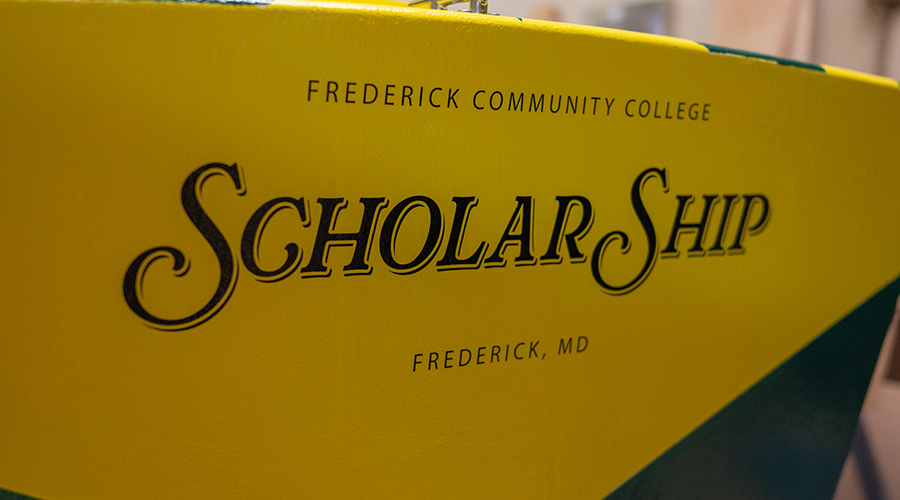 FREDERICK COMMUNITY COLLEGE
SCHOLARSHIP
FREDERICK, MD